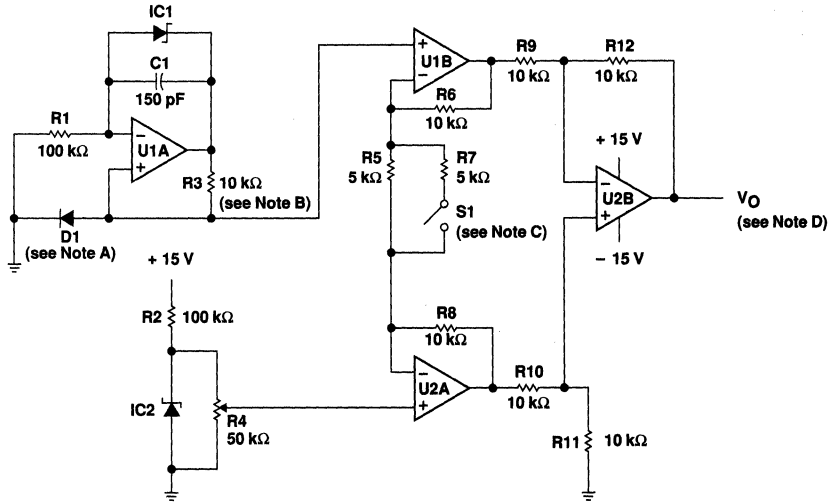 IC1
C1
150 pF
R1
100 kΩ
−
U1A
+
R3
10 kΩ
(see Note B)
D1
(see Note A)
+ 15 V
R2
100 kΩ
IC2
R4
50 kΩ
+
U1B
−
R6
10 kΩ
R5
5 kΩ
R7
5 kΩ
S1
(see Note C)
R8
10 kΩ
−
U2A
+
R9
10 kΩ
R12
10 kΩ
+ 15 V
−
U2B
+
− 15 V
VO
(see Note D)
R10
10 kΩ
R11
10 kΩ